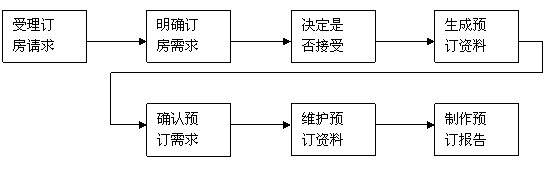 受理订
房请求
明确订
房需求
决定是
否接受
生成预
订资料
确认预
订需求
维护预
订资料
制作预
订报告